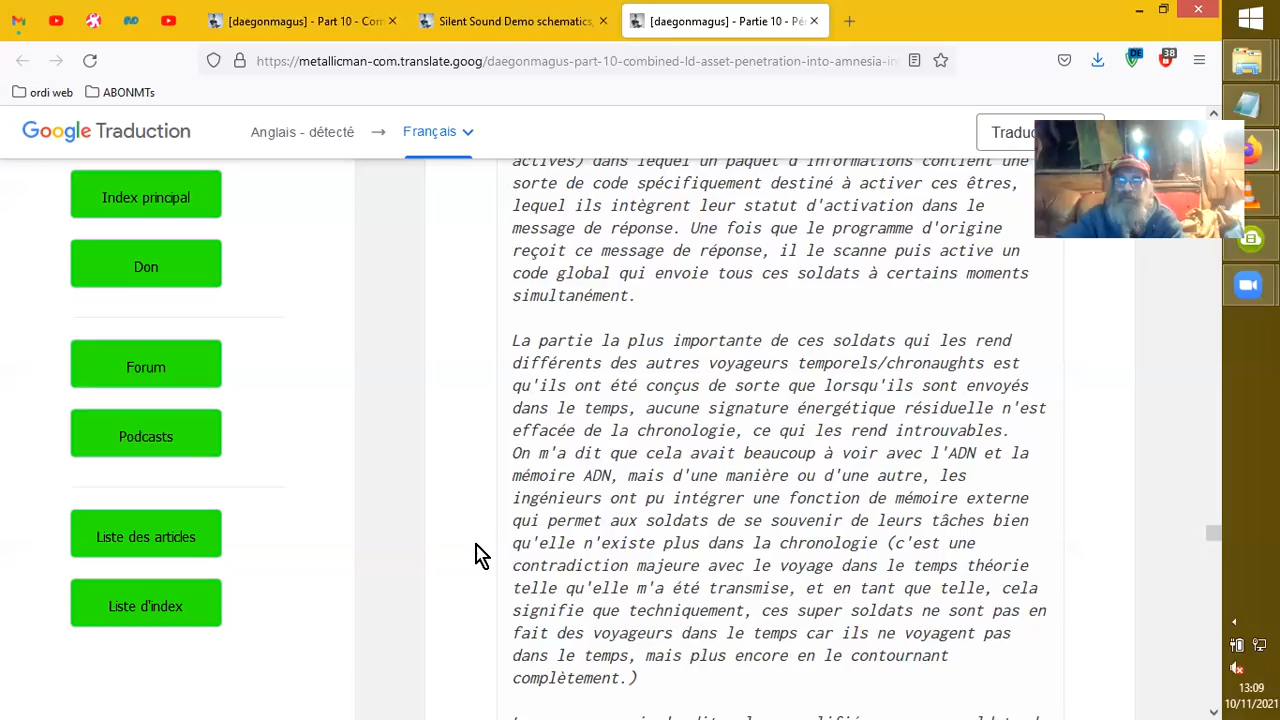 [daegonmagus] - Part 10 - Con
Silent Sound Demo schematics,
[daegonmagus] - Partie 10 - Pé
https://metallicman-com.translate.goog/daegonmagus-part-10-combined-ld-asset-penetration-into-amnesia-in
DE
38
ordi web
ABONMTs
Google Traduction
Anglais - détecté
Français
Traduc
Index principal
Don
Forum
Podcasts
Liste des articles
Liste d'index
activés) dans lequel un paquet d'informations contient une
sorte de code spécifiquement destiné à activer ces êtres,
lequel ils intègrent leur statut d'activation dans le
message de réponse. Une fois que le programme d'origine
reçoit ce message de réponse, il le scanne puis active un
code global qui envoie tous ces soldats à certains moments
simultanément.
La partie la plus importante de ces soldats qui les rend
différents des autres voyageurs temporels/chronaughts est
qu'ils ont été conçus de sorte que lorsqu'ils sont envoyés
dans le temps, aucune signature énergétique résiduelle n'est
effacée de la chronologie, ce qui les rend introuvables.
On m'a dit que cela avait beaucoup à voir avec l'ADN et la
mémoire ADN, mais d'une manière ou d'une autre, les
ingénieurs ont pu intégrer une fonction de mémoire externe
qui permet aux soldats de se souvenir de leurs tâches bien
qu'elle n'existe plus dans la chronologie (c'est une
contradiction majeure avec le voyage dans le temps théorie
telle qu'elle m'a été transmise, et en tant que telle, cela
signifie que techniquement, ces super soldats ne sont pas en
fait des voyageurs dans le temps car ils ne voyagent pas
dans le temps, mais plus encore en le contournant
complètement.)
13:09
10/11/2021